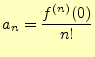 a_n = \frac{f^{(n)}(0)}{n!}